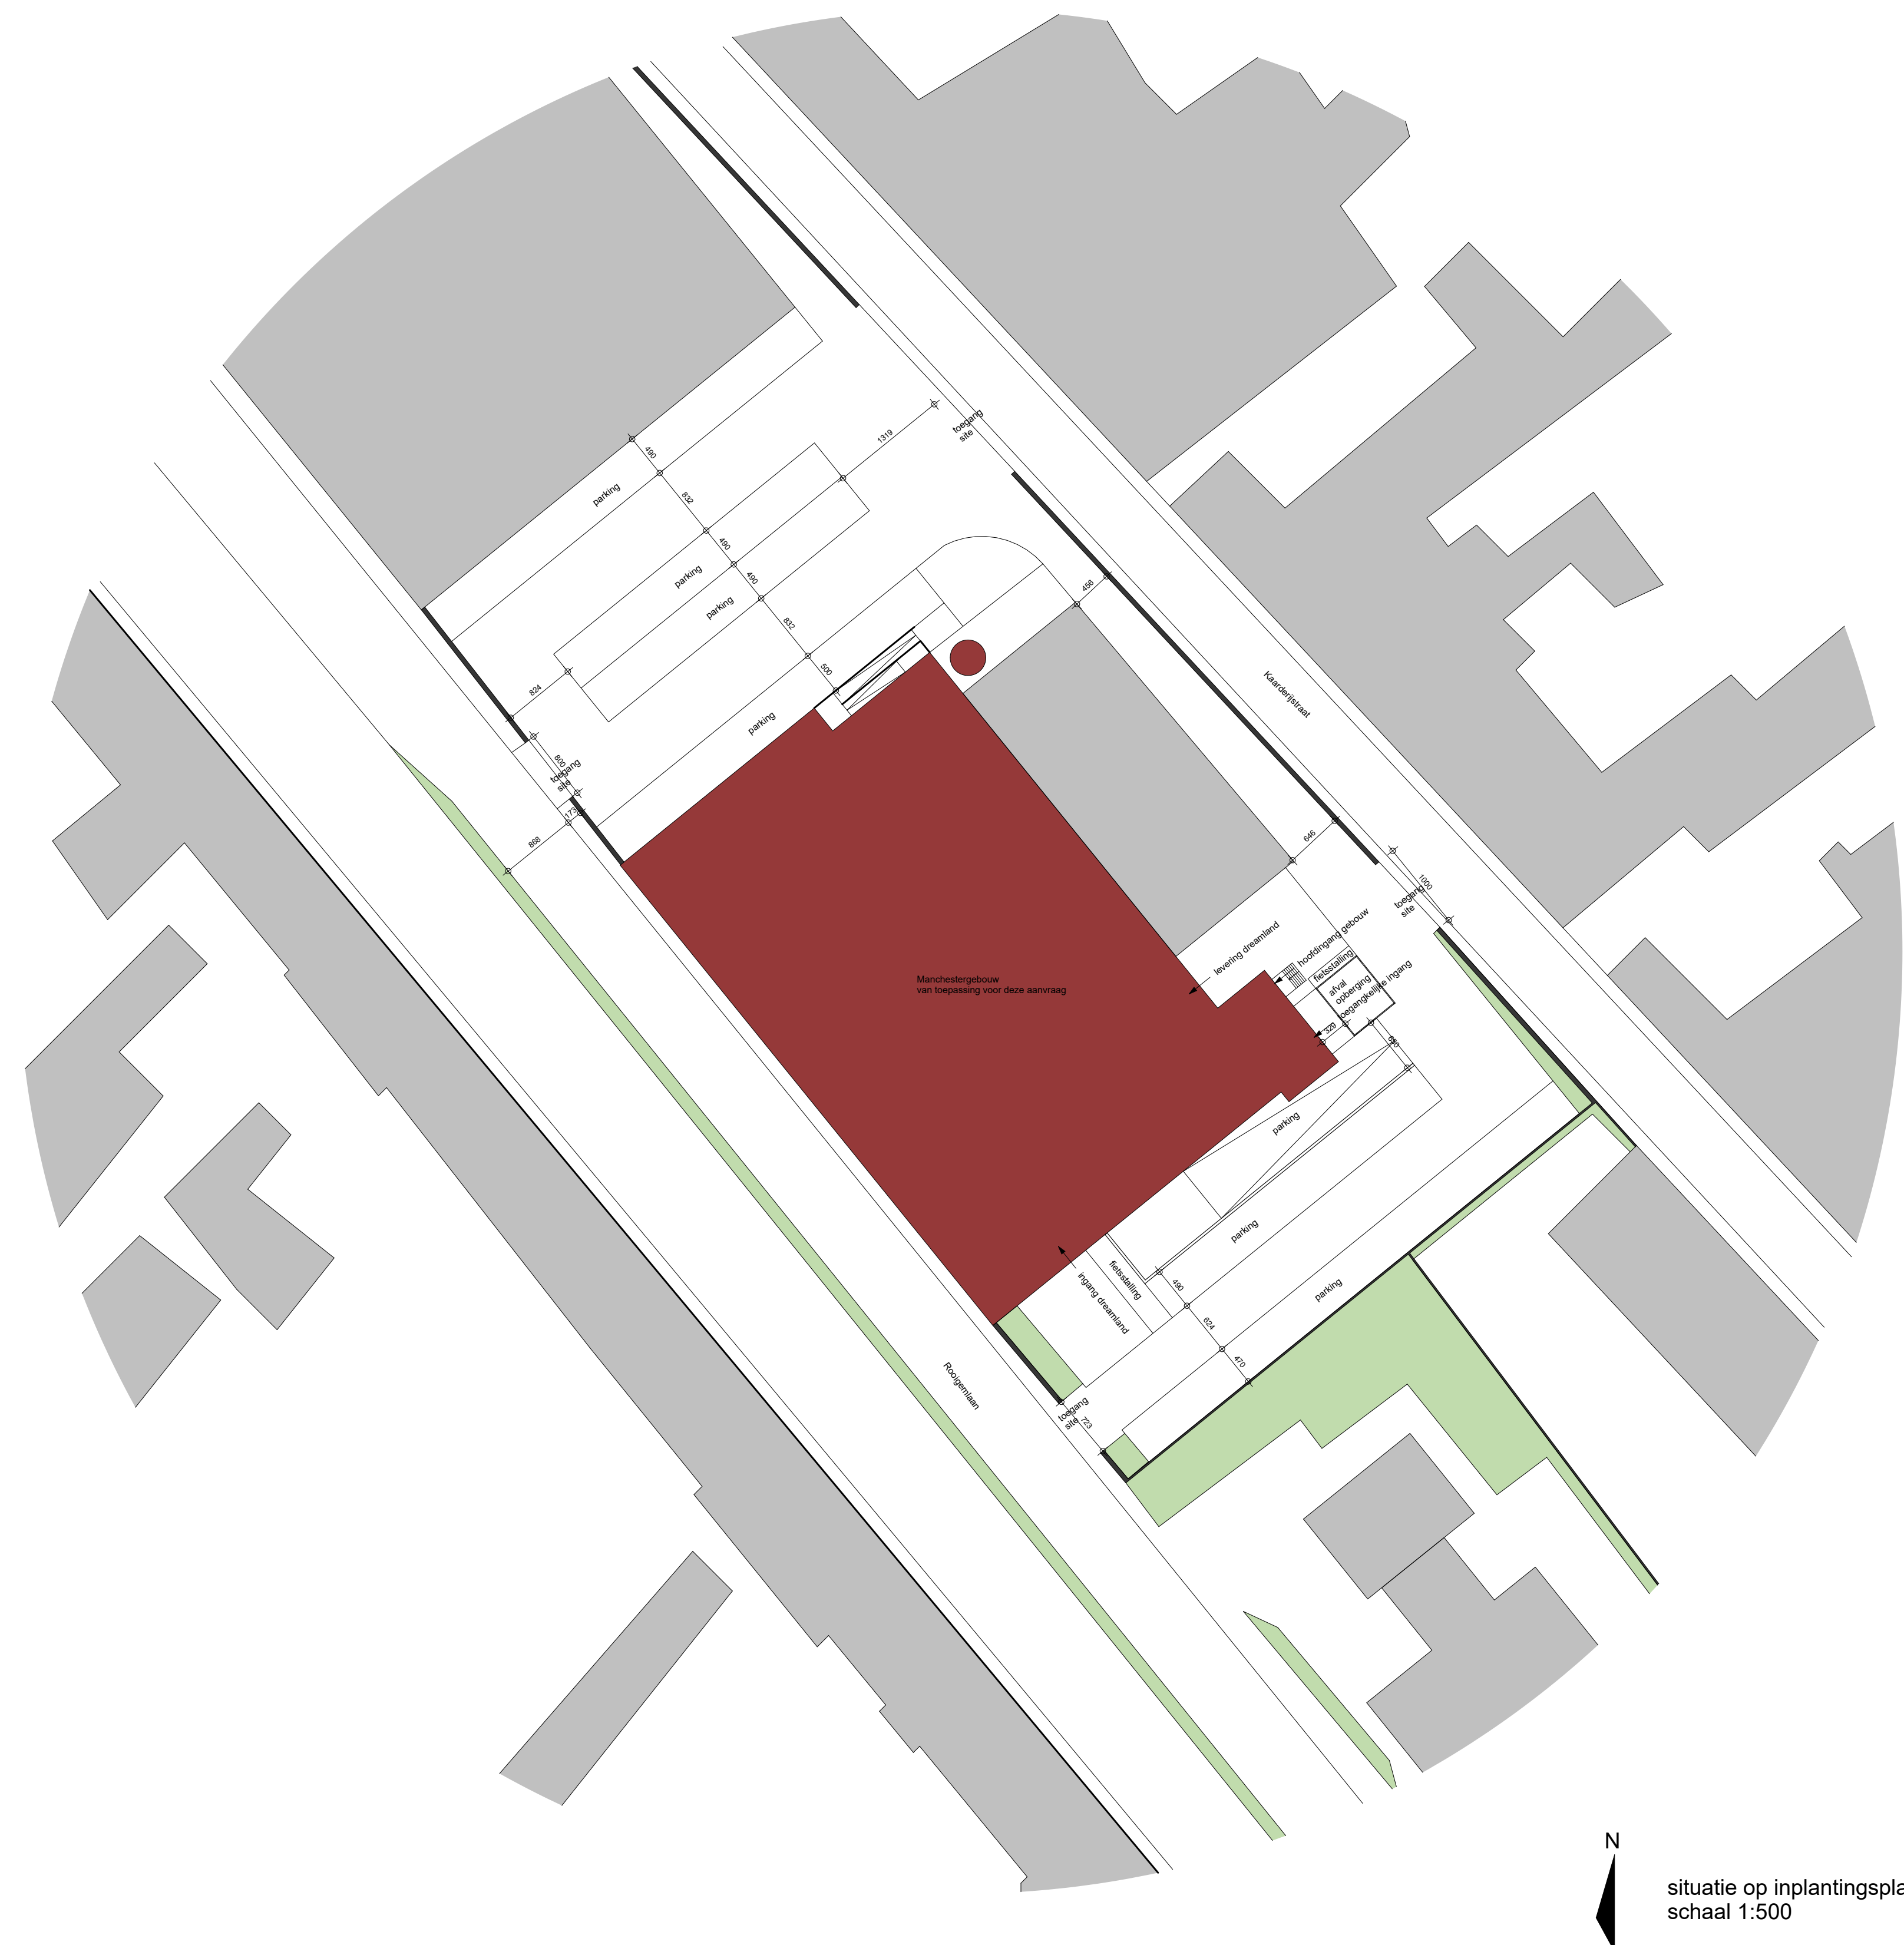 toegang
site
1319
490
parking
832
490
parking
490
parking
832
500
parking
456
Kaarderijstraat
824
800
toegang
site
173
868
646
1000
toegang
site
levering dreamland
hoofdingang gebouw
fietsstalling
afval
opberging
toegangkelijke ingang
329
650
Manchestergebouw
van toepassing voor deze aanvraag
parking
parking
parking
490
624
470
fietsstalling
ingang dreamland
toegang
site
723
Rooigemlaan
N
situatie op inplantingspla
schaal 1:500